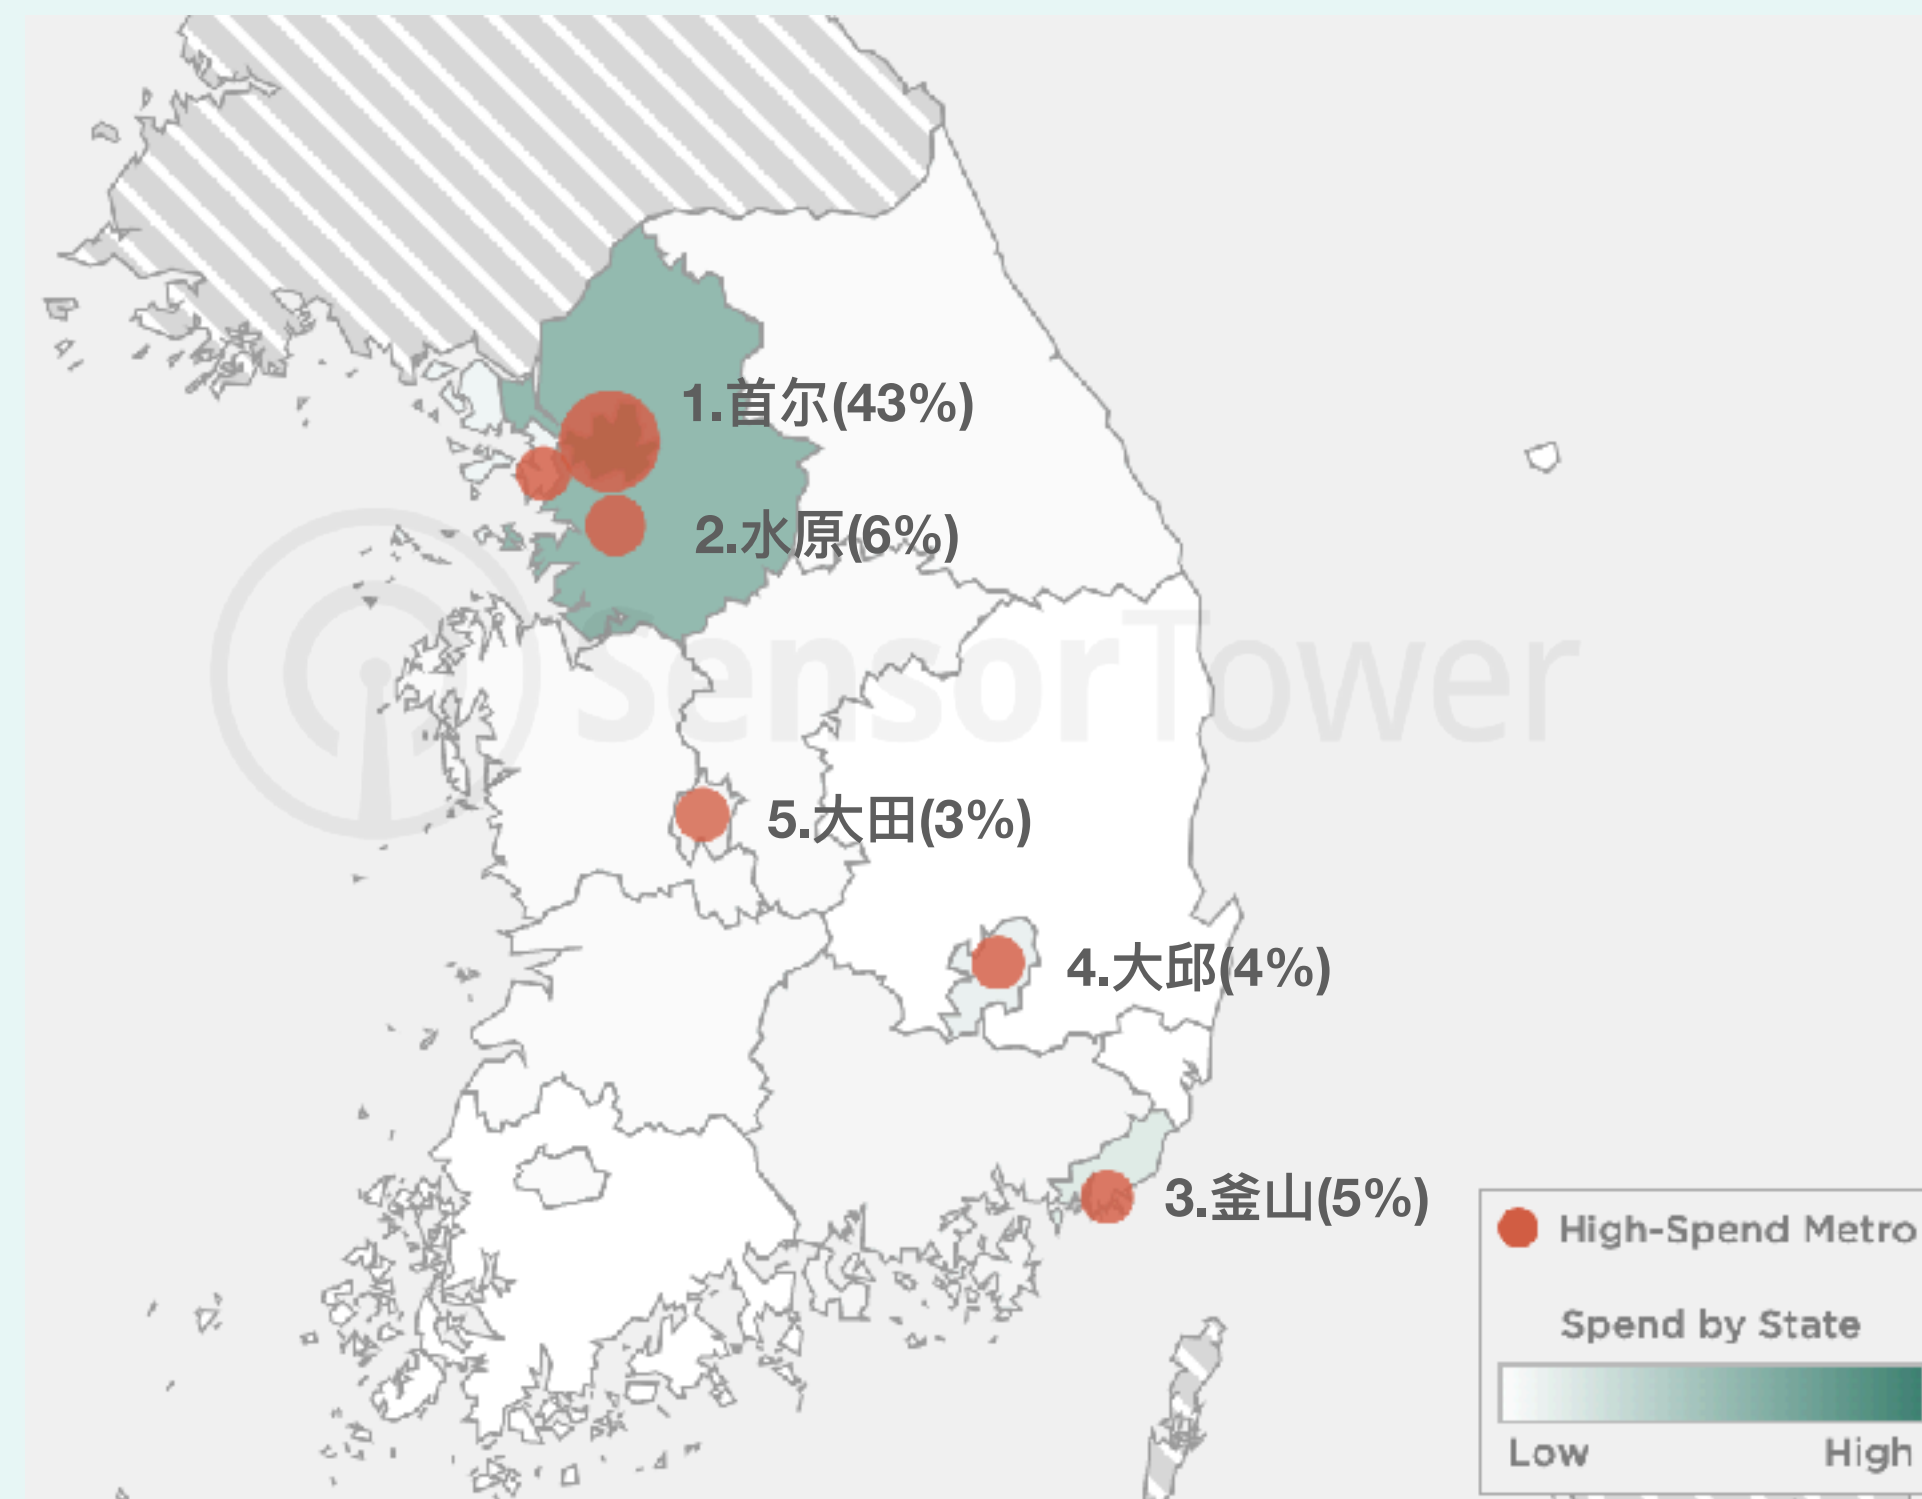 1.首尔(43%)
2.水原(6%)
SensorTower
5.大田(3%)
4.大邱(4%)
3.釜山(5%)
High-Spend Metro
Spend by State
Low High